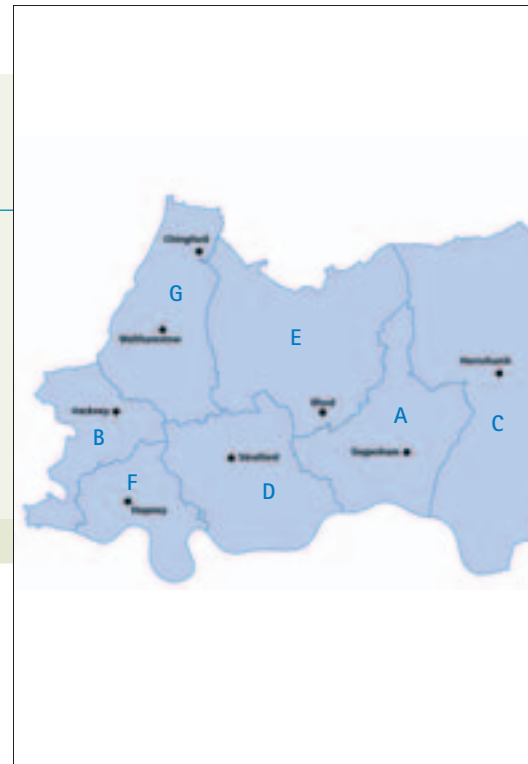 Chingford
G
Walthamstow
E
Hornchurch
Hackney
Ilford
A
B
C
Stratford
Dagenham
F
D
Stepney